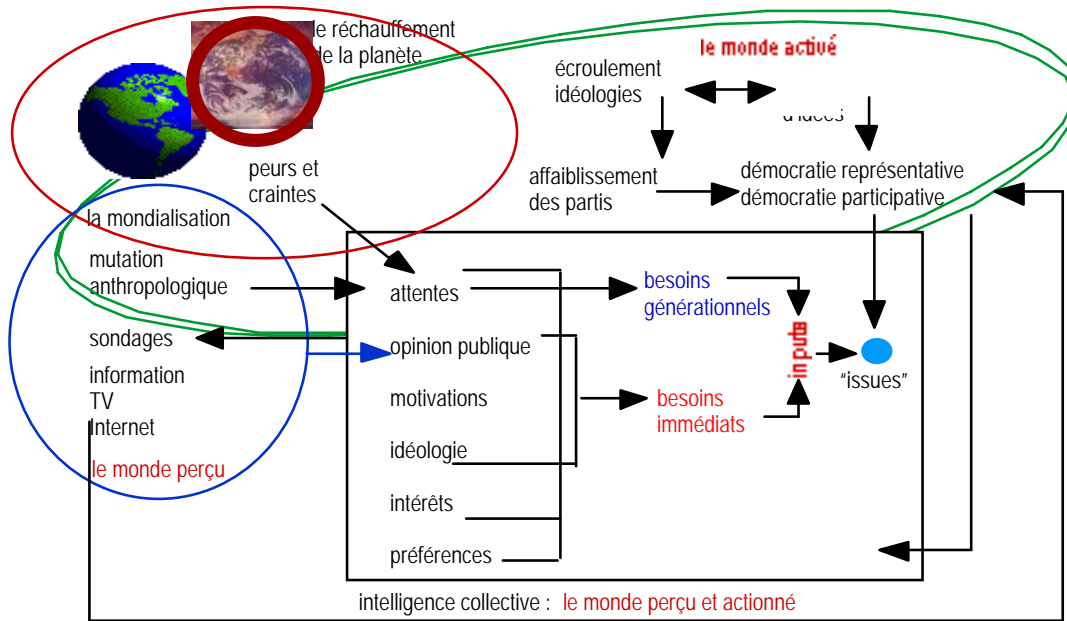 le réchauffement
de la planète
le monde activé
écroulement
idéologies
d'idées
peurs et
craintes
affaiblissement
des partis
démocratie représentative
démocratie participative
la mondialisation
mutation
anthropologique
attentes
besoins
générationnels
sondages
opinion publique
inputs
"issues"
information
TV
Internet
motivations
besoins
immédiats
idéologie
le monde perçu
intérêts
préférences
intelligence collective : le monde perçu et actionné